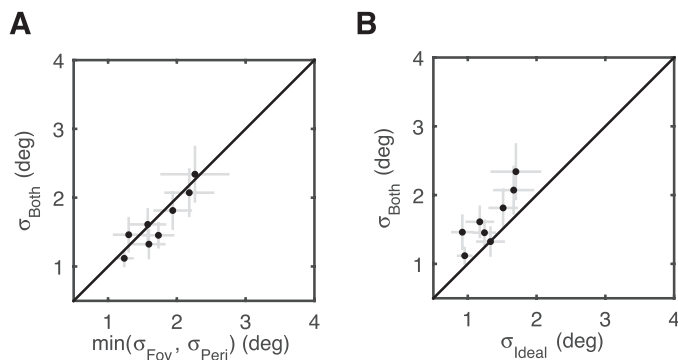 A
4
3
2
1
σBoth (deg)
1 2 3 4
min(σFov, σPeri) (deg)
B
4
3
2
1
σBoth (deg)
1 2 3 4
σIdeal (deg)